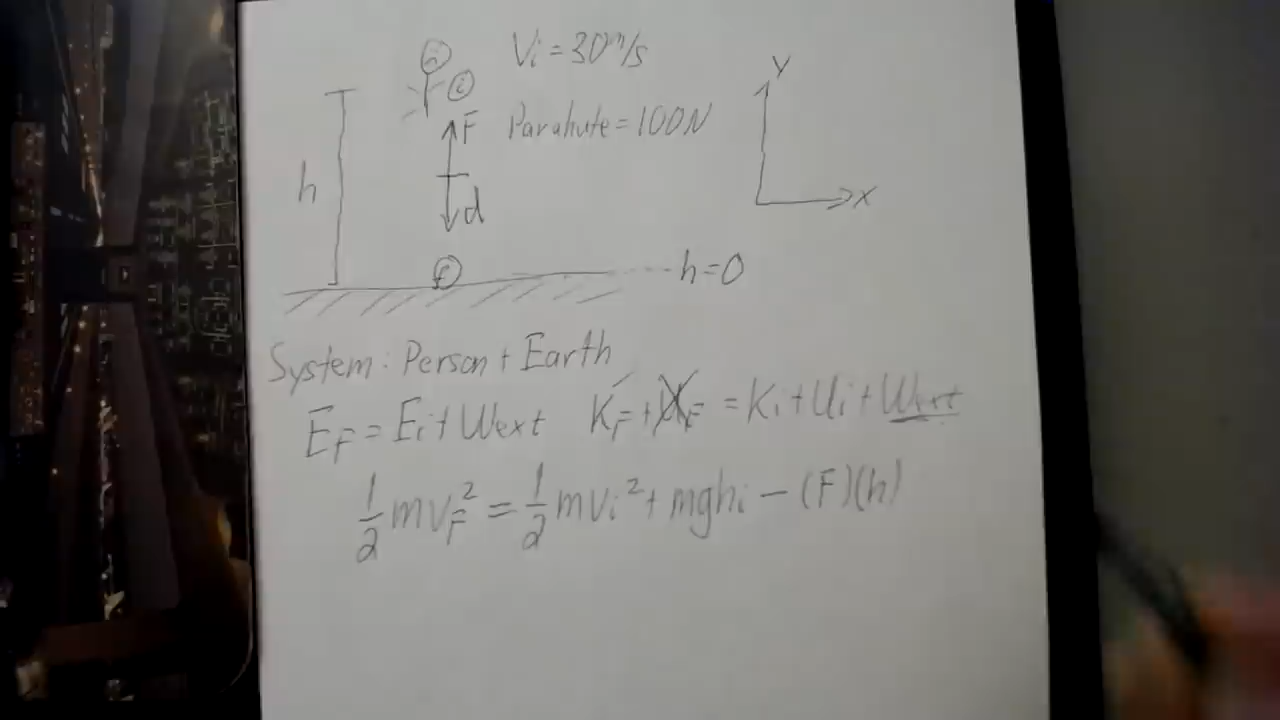 Vi = 30 m/s
Y
i
F
Parahute = 100N
h
d
X
f
h=0
System: Person + Earth
EF = Ei + Wext KF + UF = Ki + Ui + Wext
1/2 mvF² = 1/2 mvi² + mghi - (F)(h)